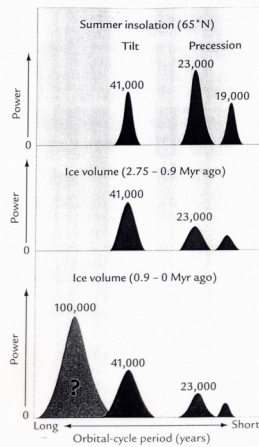 Summer insolation (65°N)
Tilt Precession
23,000
41,000
19,000
Power
0
Ice volume (2.75 – 0.9 Myr ago)
41,000
23,000
Power
0
Ice volume (0.9 – 0 Myr ago)
100,000
41,000
23,000
?
Power
0
Long Short
Orbital-cycle period (years)